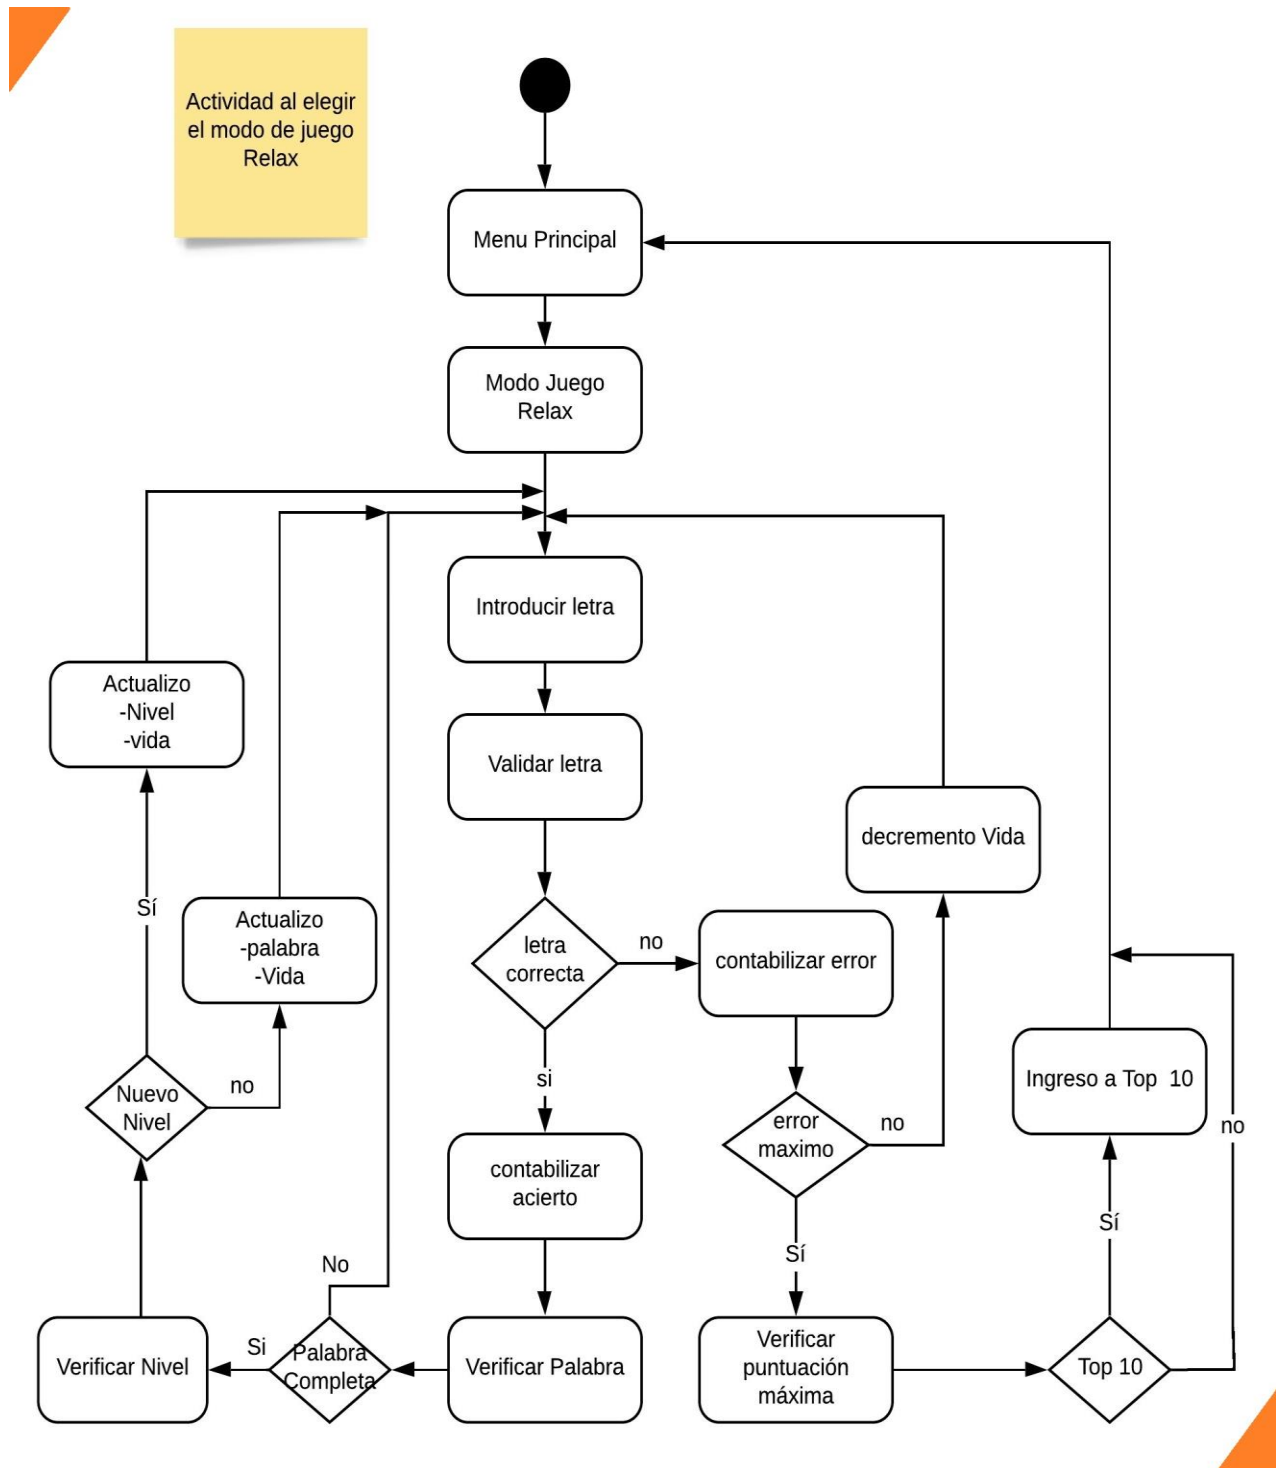 Actividad al elegir
el modo de juego
Relax
Menu Principal
Modo Juego
Relax
Introducir letra
Actualizo
-Nivel
-vida
Validar letra
decremento Vida
Sí
Actualizo
-palabra
-Vida
letra
correcta
no
contabilizar error
Nuevo
Nivel
no
si
error
maximo
no
Ingreso a Top 10
no
contabilizar
acierto
Sí
Sí
No
Verificar Nivel
Si
Palabra
Completa
Verificar Palabra
Verificar
puntuación
máxima
Top 10